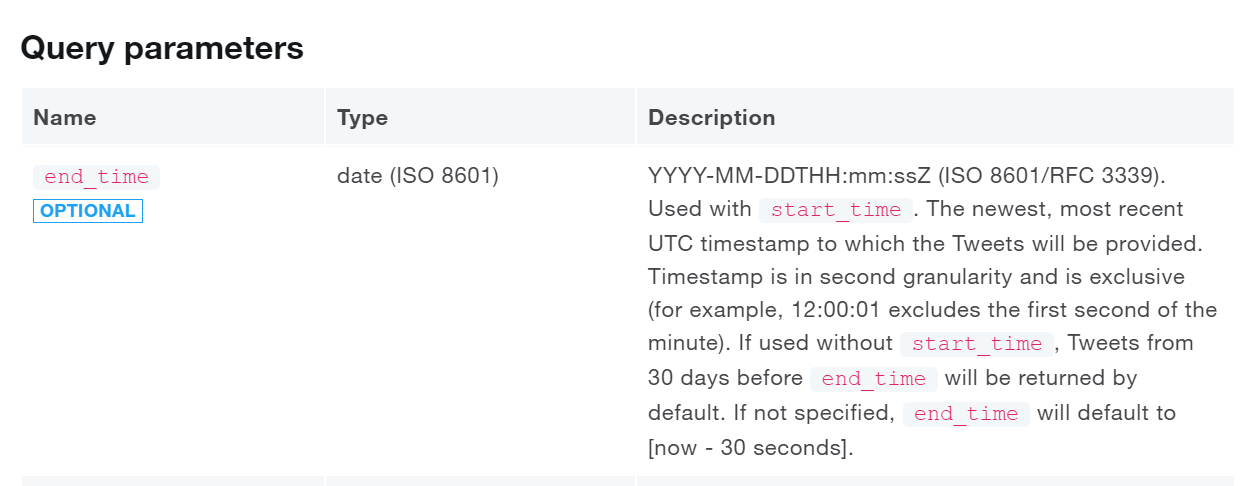 Query parameters
Name Type Description
end_time date (ISO 8601) YYYY-MM-DDTHH:mm:ssZ (ISO 8601/RFC 3339).
OPTIONAL Used with start_time . The newest, most recent
UTC timestamp to which the Tweets will be provided.
Timestamp is in second granularity and is exclusive
(for example, 12:00:01 excludes the first second of the
minute). If used without start_time , Tweets from
30 days before end_time will be returned by
default. If not specified, end_time will default to
[now - 30 seconds].